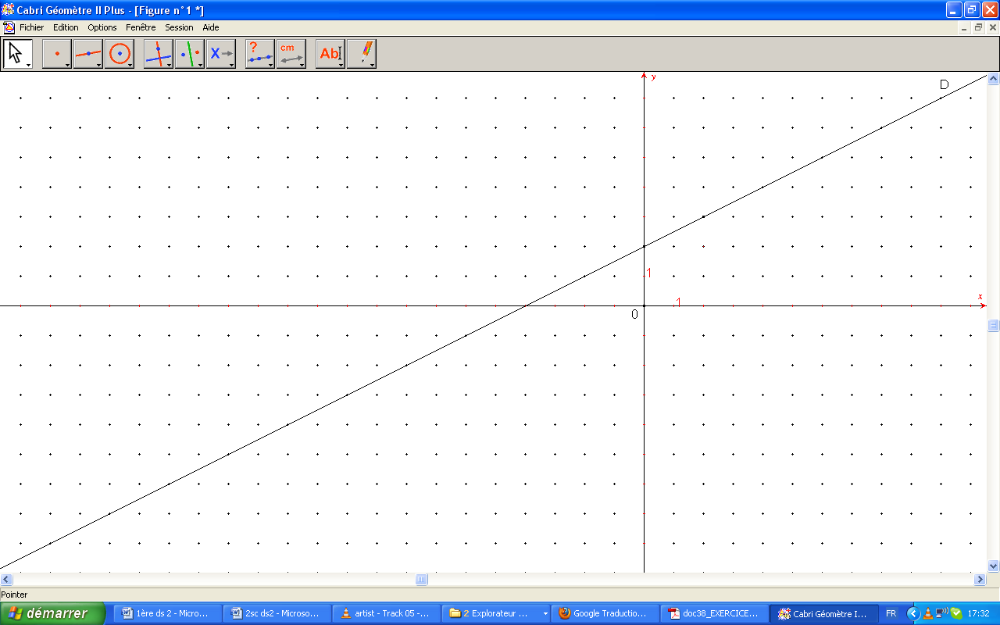 Cabri Géomètre II Plus - [Figure n°1 *]
Fichier Edition Options Fenêtre Session Aide
X ? cm Ab
y
D
1
1
x
0
Pointer
démarrer 1ère ds 2 - Micro... 2sc ds2 - Microso... artist - Track 05 -... 2 Explorateur ... Google Traductio... doc38_EXERCICE... Cabri Géomètre I... FR 17:32